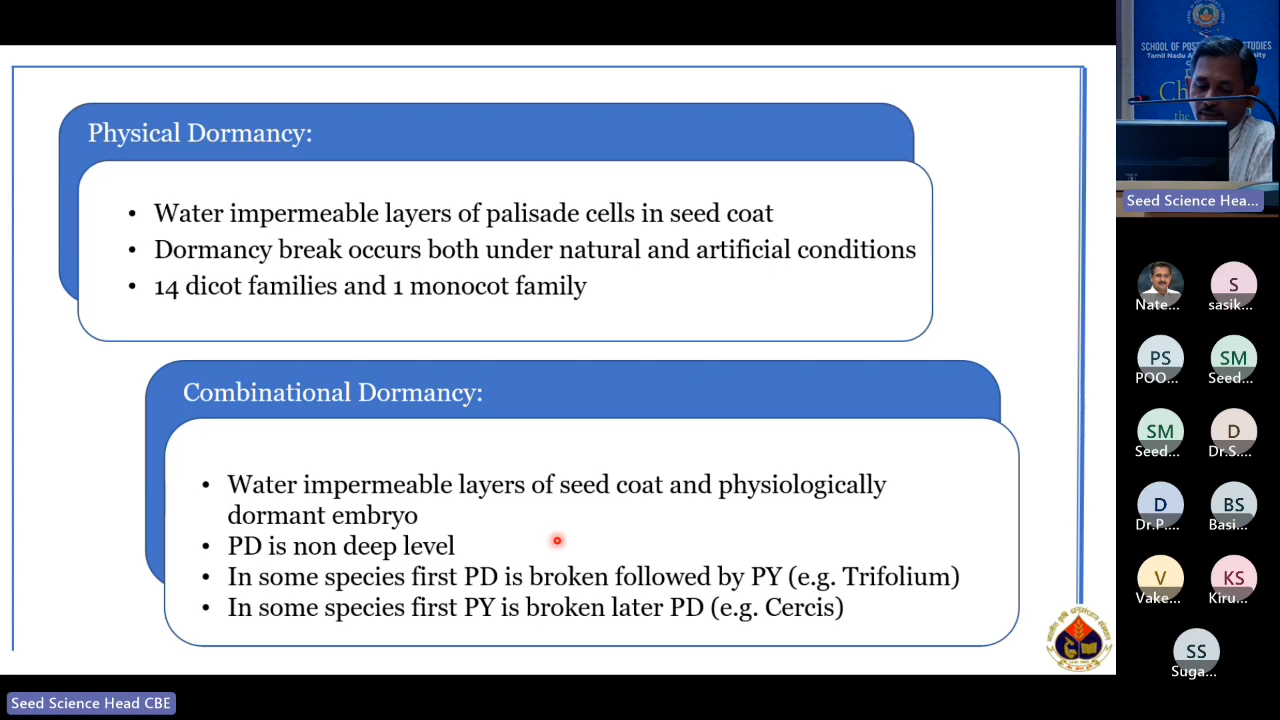 Physical Dormancy:
• Water impermeable layers of palisade cells in seed coat
• Dormancy break occurs both under natural and artificial conditions
• 14 dicot families and 1 monocot family
Combinational Dormancy:
• Water impermeable layers of seed coat and physiologically
dormant embryo
• PD is non deep level
• In some species first PD is broken followed by PY (e.g. Trifolium)
• In some species first PY is broken later PD (e.g. Cercis)
Seed Science Head CBE
SCHOOL OF
Tamil Nadu
Seed Science Hea...
Nate...
S
sasik...
PS
POO...
SM
Seed...
SM
Seed...
D
Dr.S....
D
Dr.P....
BS
Basi...
V
Vake...
KS
Kiru...
SS
Suga...